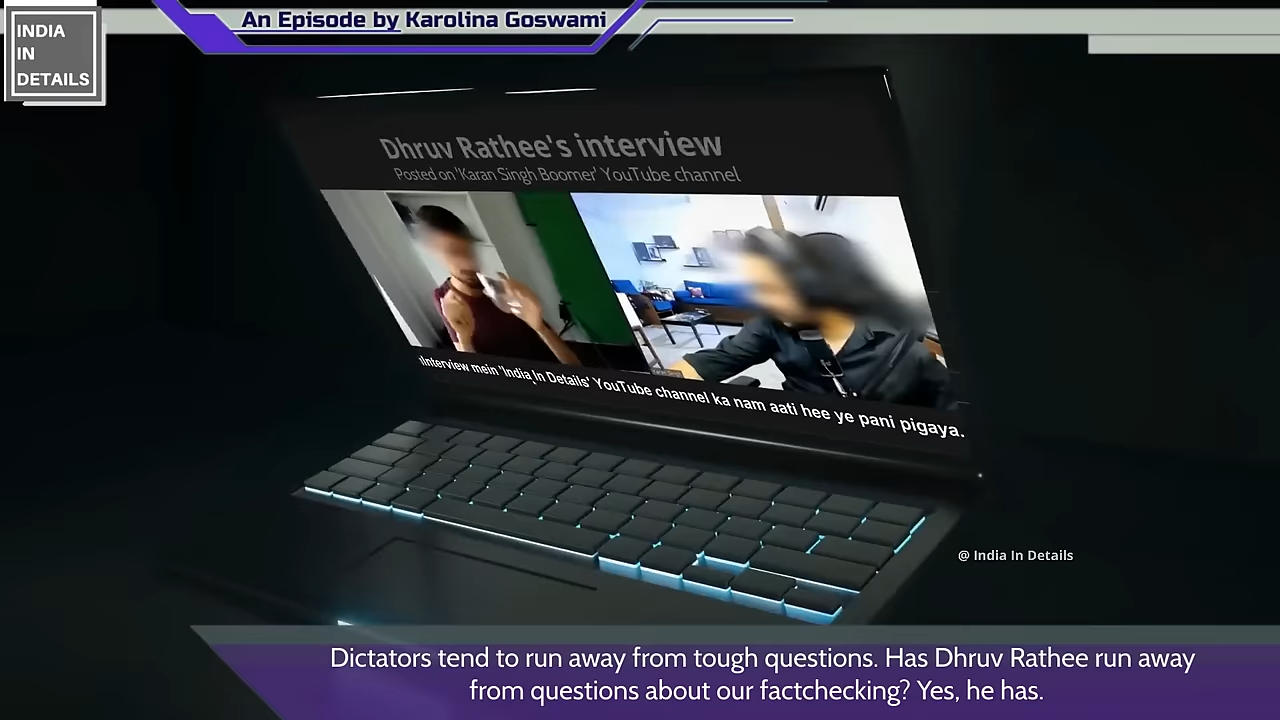 An Episode by Karolina Goswami
INDIA
IN
DETAILS
Dhruv Rathee's interview
Posted on 'Karan Singh Boomer' YouTube channel
Interview mein 'India In Details' YouTube channel ka nam aati hee ye pani pigaya.
@ India In Details
Dictators tend to run away from tough questions. Has Dhruv Rathee run away
from questions about our factchecking? Yes, he has.